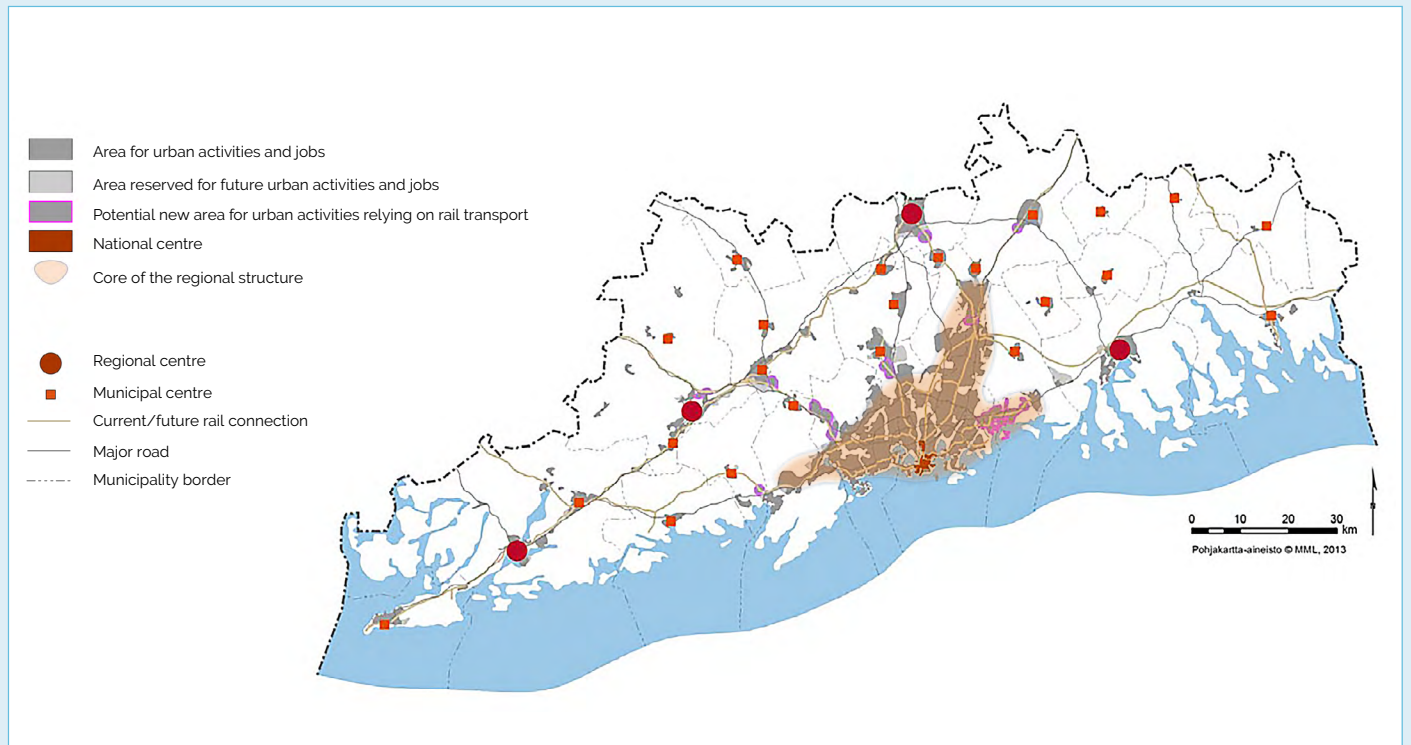 Area for urban activities and jobs
Area reserved for future urban activities and jobs
Potential new area for urban activities relying on rail transport
National centre
Core of the regional structure
Regional centre
Municipal centre
Current/future rail connection
Major road
Municipality border
0 10 20 30
km
Pohjakartta-aineisto © MML, 2013